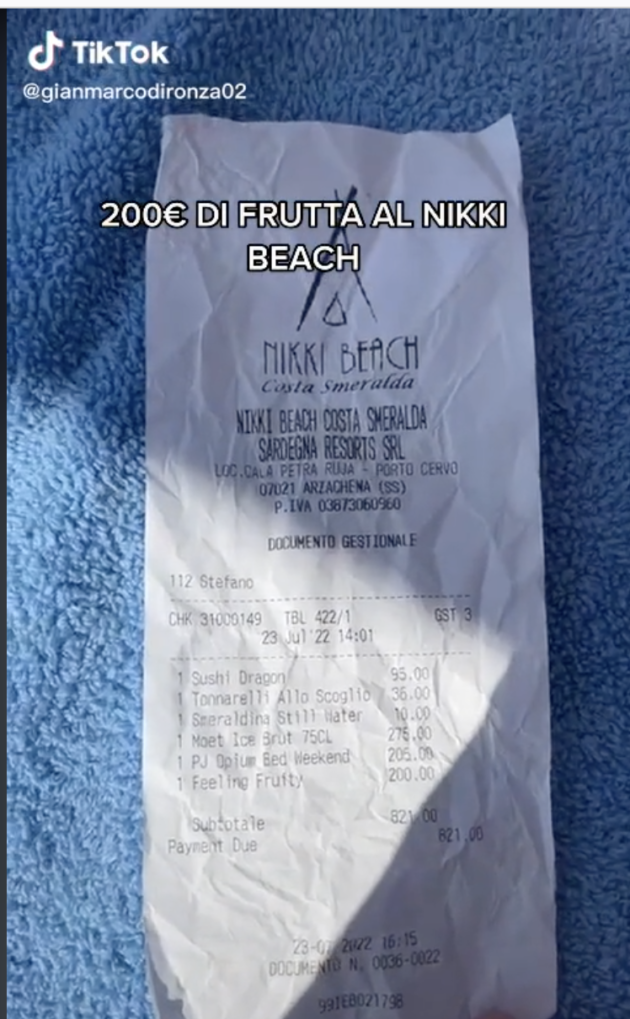 TikTok
@gianmarcodironza02
200€ DI FRUTTA AL NIKKI
BEACH
NIKKI BEACH
Costa Smeralda
NIKKI BEACH COSTA SMERALDA
SARDEGNA RESORTS SRL
LOC.CALA PETRA RUJA - PORTO CERVO
07021 ARZACHENA (SS)
P.IVA 03873060960
DOCUMENTO GESTIONALE
112 Stefano
CHK 31000149 TBL 422/1 GST 3
23 Jul'22 14:01
1 Sushi Dragon 95.00
1 Tonnarelli Allo Scoglio 36.00
1 Smeraldina Still Water 10.00
1 Moet Ice Brut 75CL 275.00
1 PJ Opium Bed Weekend 205.00
1 Feeling Fruity 200.00
Subtotale 821.00
Payment Due 821.00
23-07-2022 16:15
DOCUMENTO N. 0036-0022
99IEB021798